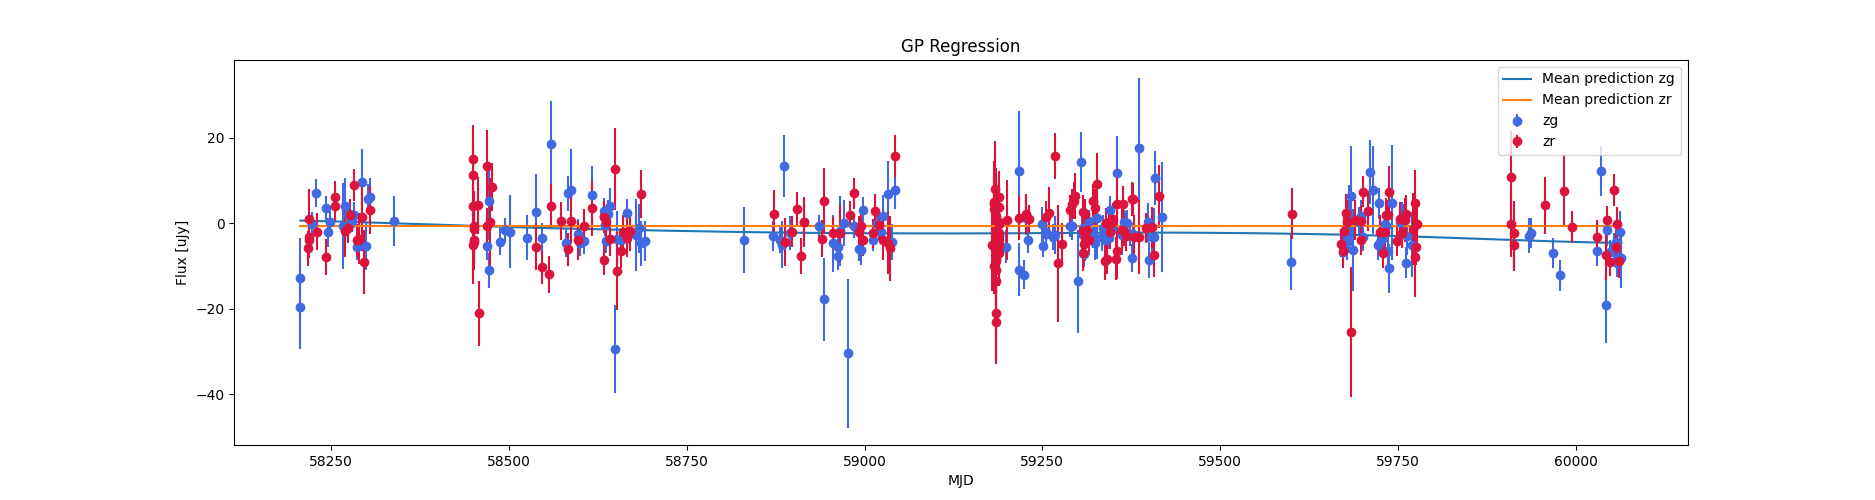 GP Regression
Mean prediction zg
Mean prediction zr
zg
zr
Flux [uJy]
20
0
−20
−40
58250
58500
58750
59000
59250
59500
59750
60000
MJD